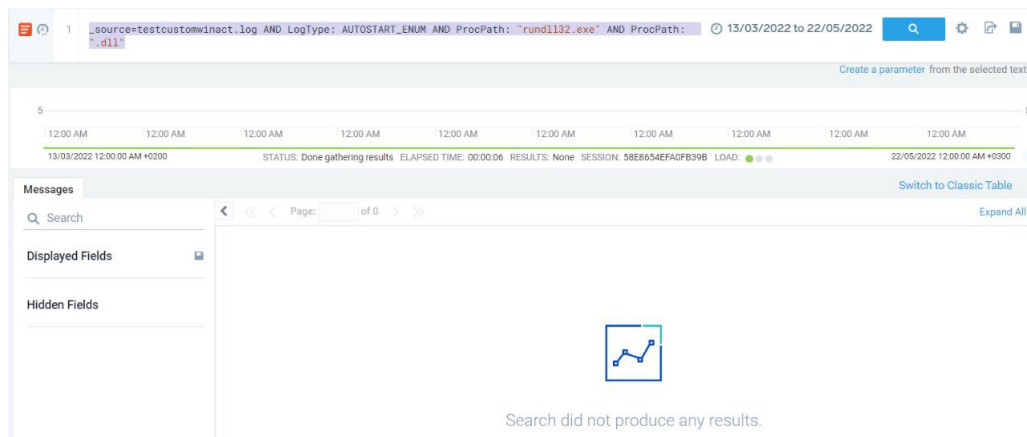 1 _source=testcustomwinact.log AND LogType: AUTOSTART_ENUM AND ProcPath: "rundll32.exe" AND ProcPath: 13/03/2022 to 22/05/2022
".dll"
Create a parameter from the selected text
5 5
12:00 AM 12:00 AM 12:00 AM 12:00 AM 12:00 AM 12:00 AM 12:00 AM 12:00 AM 12:00 AM 12:00 AM
13/03/2022 12:00:00 AM +0200 STATUS: Done gathering results ELAPSED TIME: 00:00:06 RESULTS: None SESSION: 58E8654EFA0FB39B LOAD: 22/05/2022 12:00:00 AM +0300
Messages Switch to Classic Table
Search Page: of 0 Expand All
Displayed Fields
Hidden Fields
Search did not produce any results.